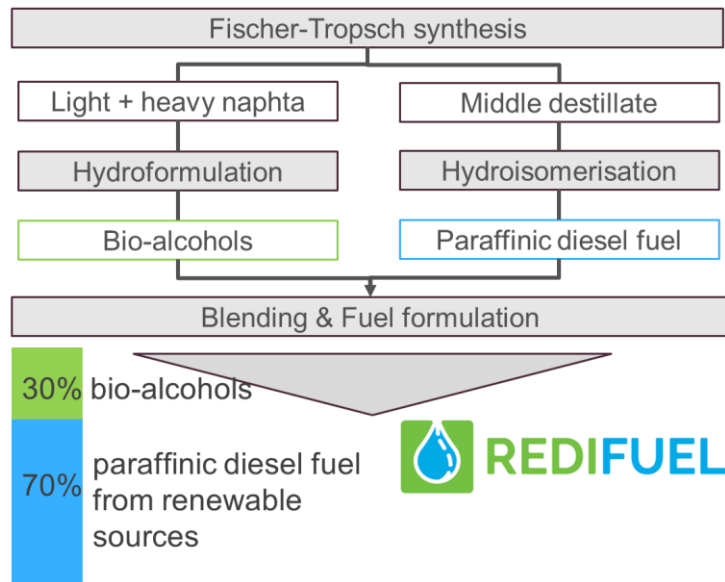 Fischer-Tropsch synthesis
Light + heavy naphta
Middle destillate
Hydroformulation
Hydroisomerisation
Bio-alcohols
Paraffinic diesel fuel
Blending & Fuel formulation
30% bio-alcohols
REDIFUEL
70% paraffinic diesel fuel
from renewable
sources